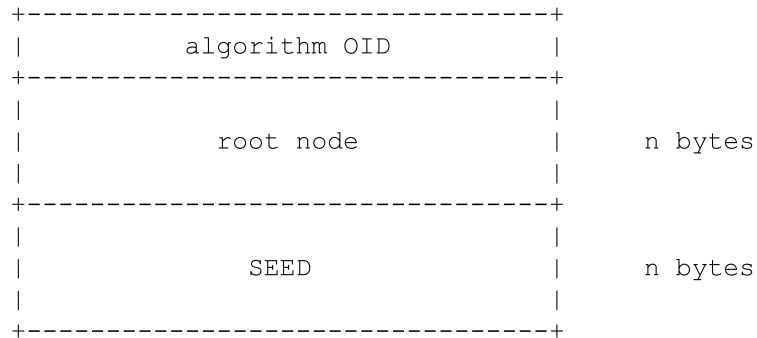 +---------------------------------+
|          algorithm OID          |
+---------------------------------+
|                                 |
|            root node            |     n bytes
|                                 |
+---------------------------------+
|                                 |
|              SEED               |     n bytes
|                                 |
+---------------------------------+